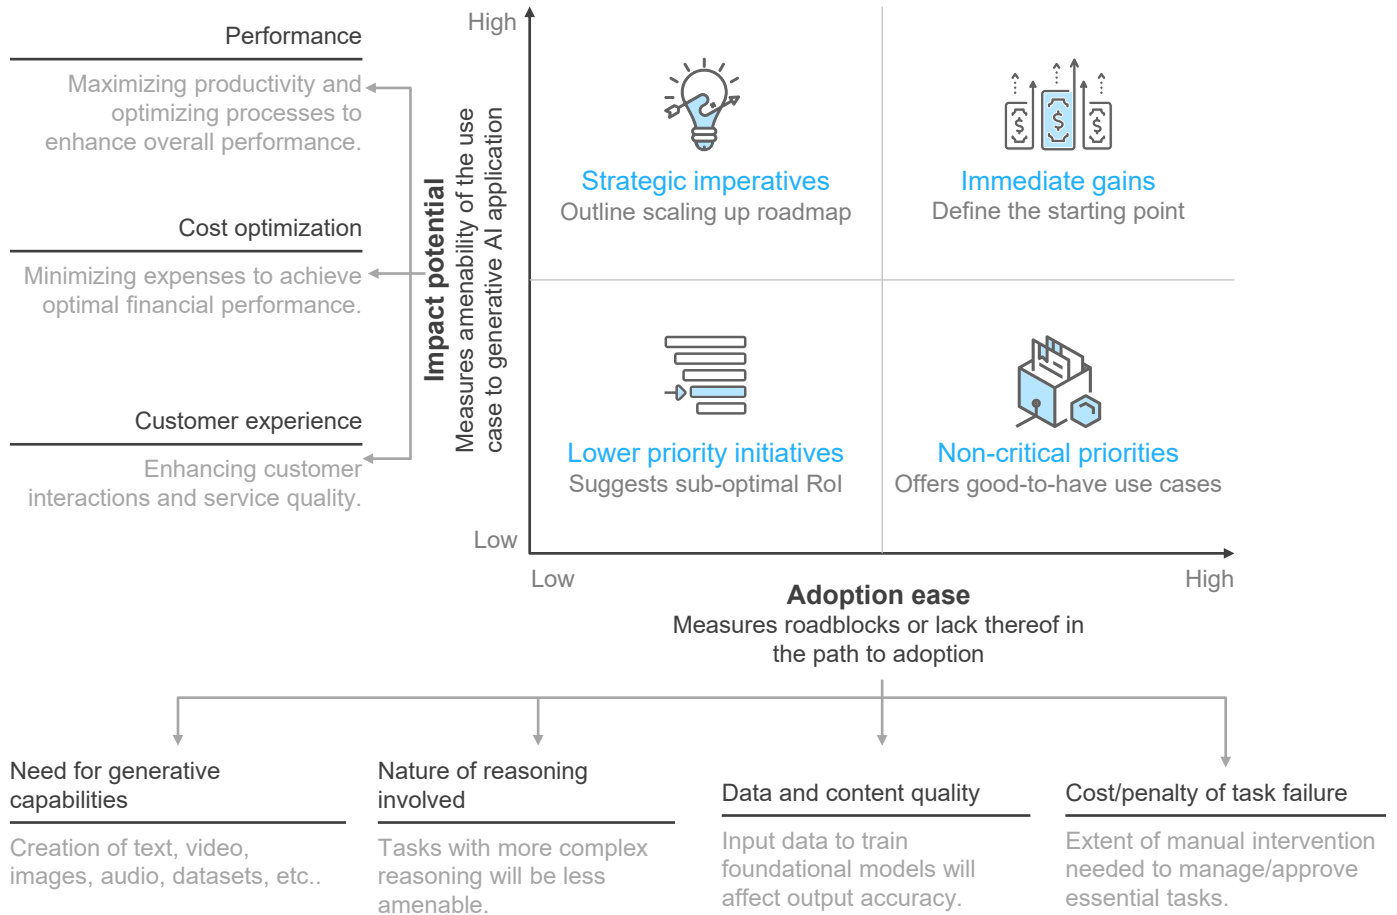 Performance
Maximizing productivity and
optimizing processes to
enhance overall performance.
Cost optimization
Minimizing expenses to achieve
optimal financial performance.
Customer experience
Enhancing customer
interactions and service quality.
Impact potential
Measures amenability of the use
case to generative AI application
High
Low
Strategic imperatives
Outline scaling up roadmap
$ $ $
Immediate gains
Define the starting point
Lower priority initiatives
Suggests sub-optimal RoI
Non-critical priorities
Offers good-to-have use cases
Low
High
Adoption ease
Measures roadblocks or lack thereof in
the path to adoption
Need for generative
capabilities
Creation of text, video,
images, audio, datasets, etc..
Nature of reasoning
involved
Tasks with more complex
reasoning will be less
amenable.
Data and content quality
Input data to train
foundational models will
affect output accuracy.
Cost/penalty of task failure
Extent of manual intervention
needed to manage/approve
essential tasks.